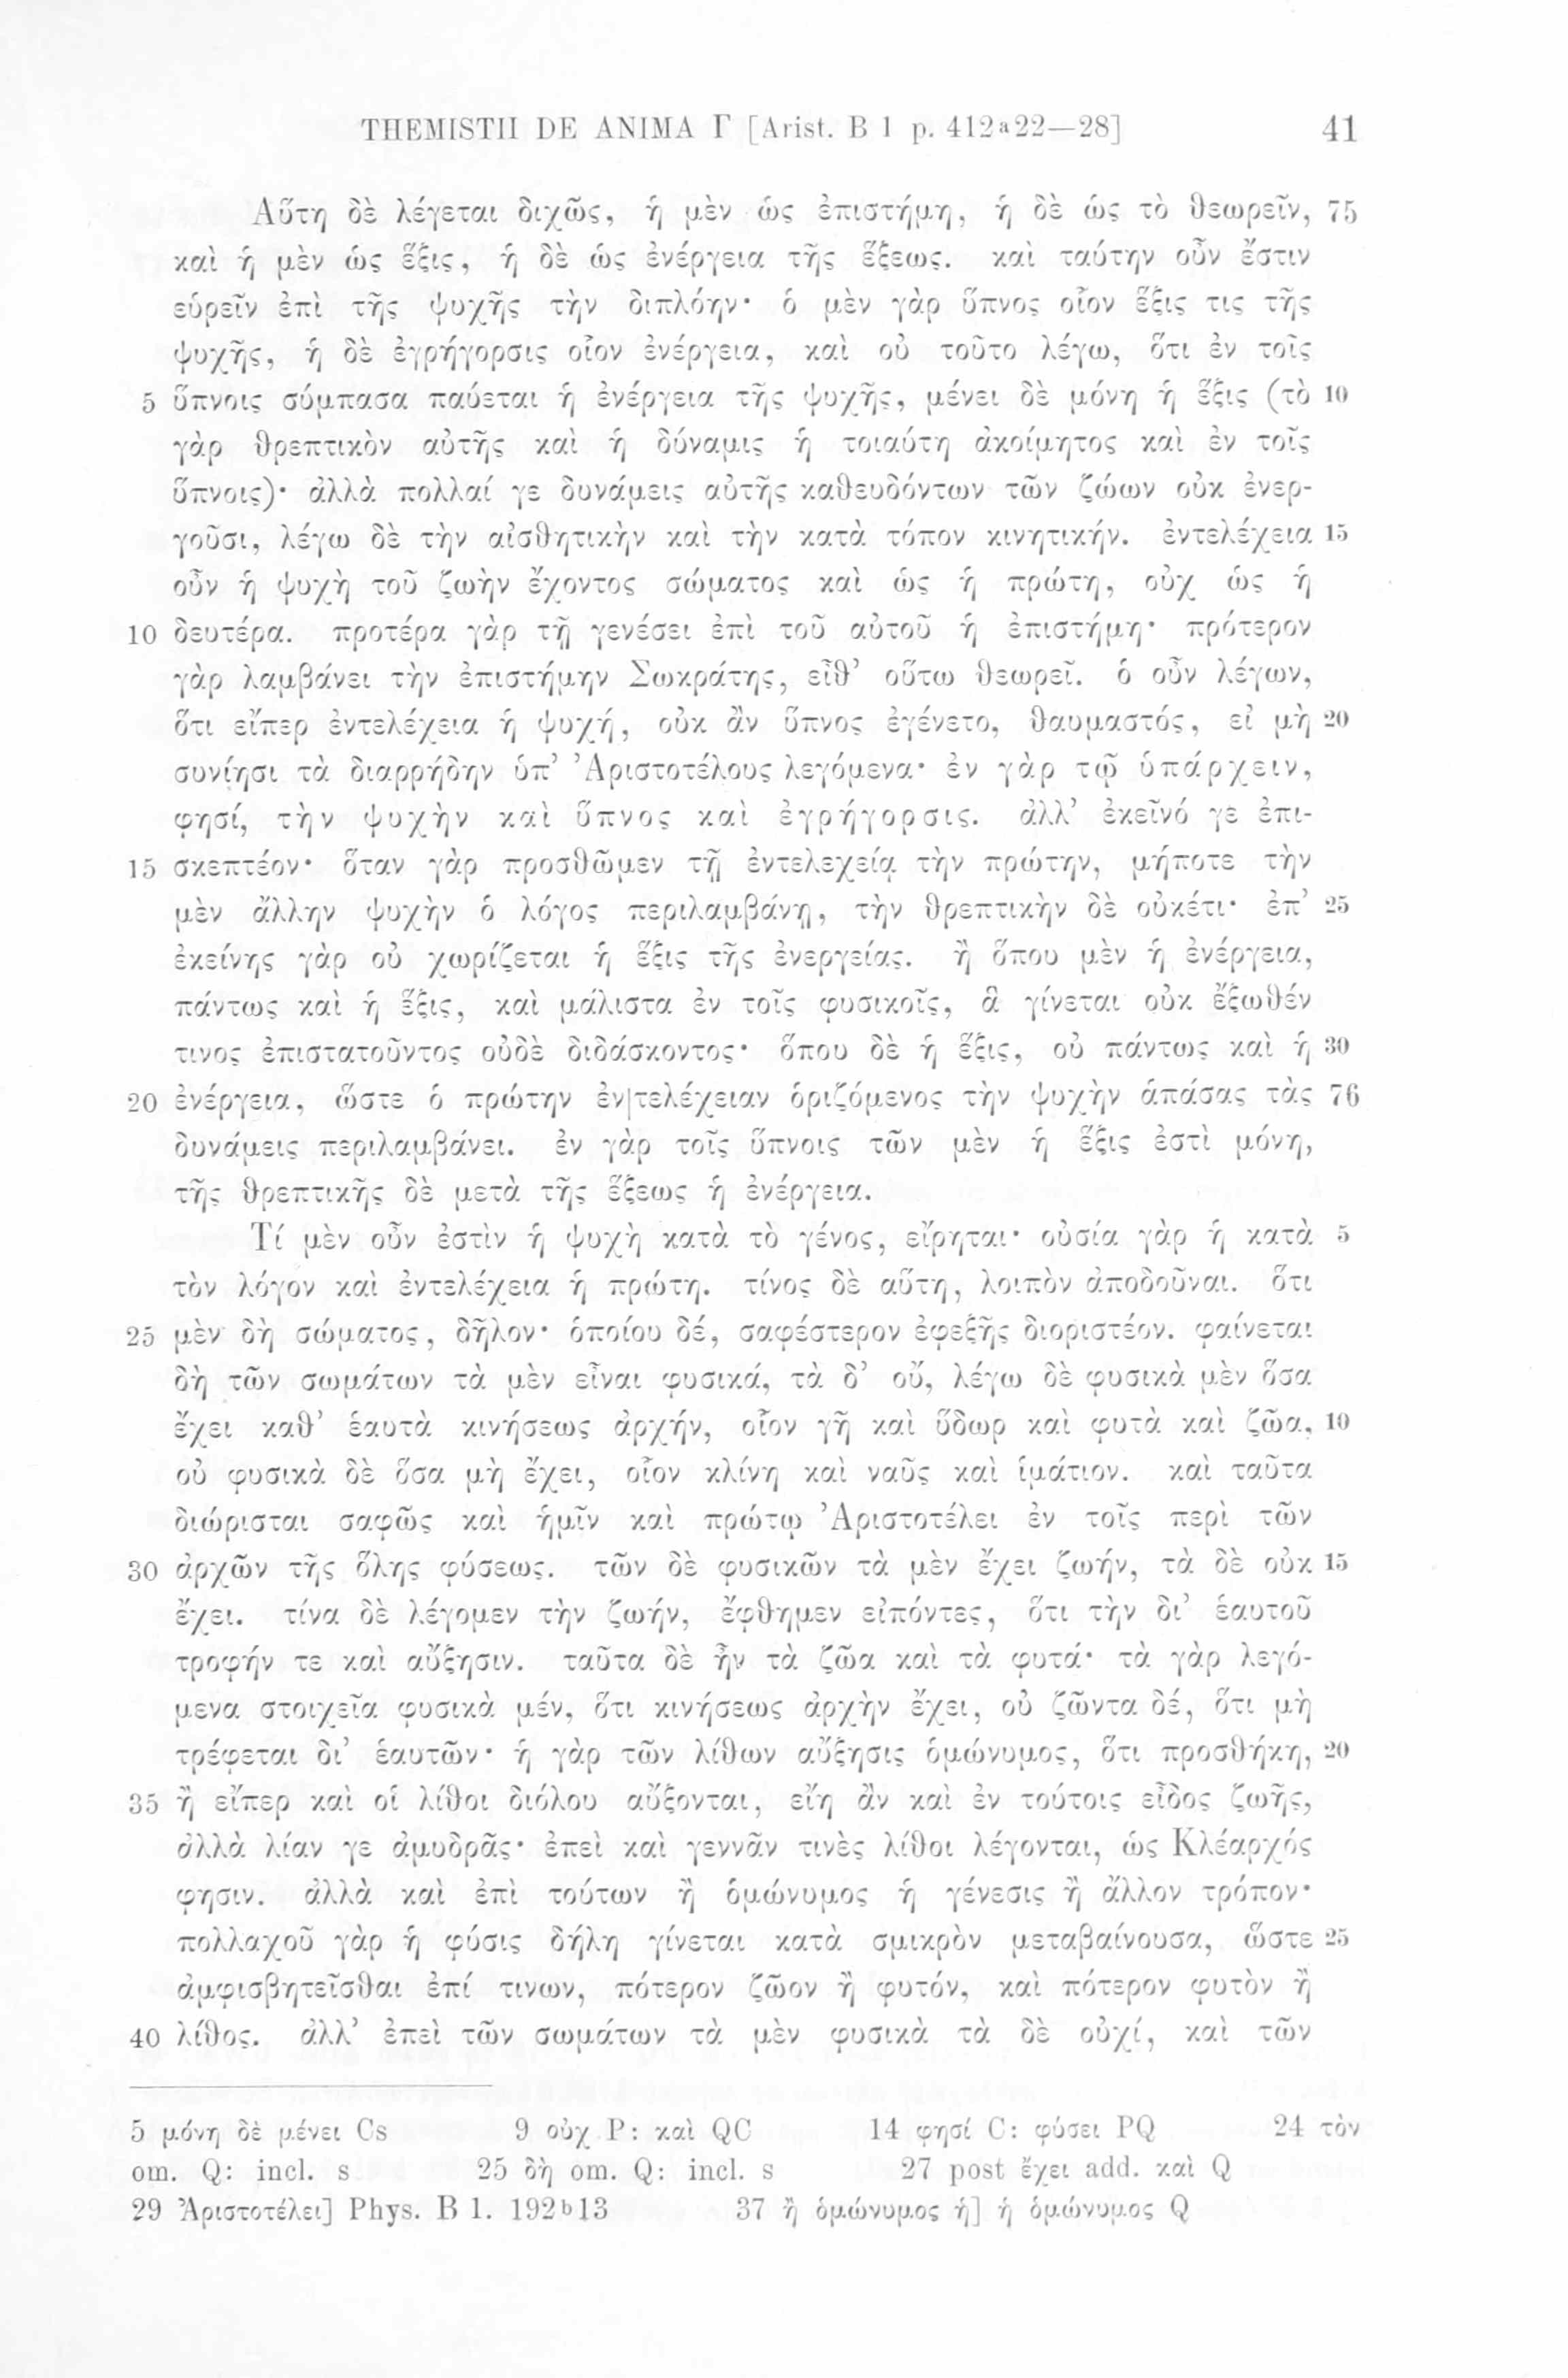 THEMISTII DE ANIMA Γ [Arist. B 1 p. 412ª22—28] 41
Αὕτη δὲ λέγεται διχῶς, ἡ μὲν ὡς ἐπιστήμη, ἡ δὲ ὡς τὸ θεωρεῖν, 75
καὶ ἡ μὲν ὡς ἕξις, ἡ δὲ ὡς ἐνέργεια τῆς ἕξεως. καὶ ταύτην οὖν ἔστιν
εὑρεῖν ἐπὶ τῆς ψυχῆς τὴν διπλόην· ὁ μὲν γὰρ ὕπνος οἷον ἕξις τις τῆς
ψυχῆς, ἡ δὲ ἐγρήγορσις οἷον ἐνέργεια, καὶ οὐ τοῦτο λέγω, ὅτι ἐν τοῖς
5 ὕπνοις σύμπασα παύεται ἡ ἐνέργεια τῆς ψυχῆς, μένει δὲ μόνη ἡ ἕξις (τὸ 10
γὰρ θρεπτικὸν αὐτῆς καὶ ἡ δύναμις ἡ τοιαύτη ἀκοίμητος καὶ ἐν τοῖς
ὕπνοις)· ἀλλὰ πολλαί γε δυνάμεις αὐτῆς καθευδόντων τῶν ζώων οὐκ ἐνερ-
γοῦσι, λέγω δὲ τὴν αἰσθητικὴν καὶ τὴν κατὰ τόπον κινητικήν. ἐντελέχεια 15
οὖν ἡ ψυχὴ τοῦ ζωὴν ἔχοντος σώματος καὶ ὡς ἡ πρώτη, οὐχ ὡς ἡ
10 δευτέρα. προτέρα γὰρ τῇ γενέσει ἐπὶ τοῦ αὐτοῦ ἡ ἐπιστήμη· πρότερον
γὰρ λαμβάνει τὴν ἐπιστήμην Σωκράτης, εἶθ’ οὕτω θεωρεῖ. ὁ οὖν λέγων,
ὅτι εἴπερ ἐντελέχεια ἡ ψυχή, οὐκ ἂν ὕπνος ἐγένετο, θαυμαστός, εἰ μὴ 20
συνίησι τὰ διαρρήδην ὑπ’ Ἀριστοτέλους λεγόμενα· ἐν γὰρ τῷ ὑπάρχειν,
φησί, τὴν ψυχὴν καὶ ὕπνος καὶ ἐγρήγορσις. ἀλλ’ ἐκεῖνό γε ἐπι-
15 σκεπτέον· ὅταν γὰρ προσθῶμεν τῇ ἐντελεχείᾳ τὴν πρώτην, μήποτε τὴν
μὲν ἄλλην ψυχὴν ὁ λόγος περιλαμβάνῃ, τὴν θρεπτικὴν δὲ οὐκέτι· ἐπ’ 25
ἐκείνης γὰρ οὐ χωρίζεται ἡ ἕξις τῆς ἐνεργείας. ἢ ὅπου μὲν ἡ ἐνέργεια,
πάντως καὶ ἡ ἕξις, καὶ μάλιστα ἐν τοῖς φυσικοῖς, ἃ γίνεται οὐκ ἔξωθέν
τινος ἐπιστατοῦντος οὐδὲ διδάσκοντος· ὅπου δὲ ἡ ἕξις, οὐ πάντως καὶ ἡ 30
20 ἐνέργεια, ὥστε ὁ πρώτην ἐν|τελέχειαν ὁριζόμενος τὴν ψυχὴν ἁπάσας τὰς 76
δυνάμεις περιλαμβάνει. ἐν γὰρ τοῖς ὕπνοις τῶν μὲν ἡ ἕξις ἐστὶ μόνη,
τῆς θρεπτικῆς δὲ μετὰ τῆς ἕξεως ἡ ἐνέργεια.
Τί μὲν οὖν ἐστὶν ἡ ψυχὴ κατὰ τὸ γένος, εἴρηται· οὐσία γὰρ ἡ κατὰ 5
τὸν λόγον καὶ ἐντελέχεια ἡ πρώτη. τίνος δὲ αὕτη, λοιπὸν ἀποδοῦναι. ὅτι
25 μὲν δὴ σώματος, δῆλον· ὁποίου δέ, σαφέστερον ἐφεξῆς διοριστέον. φαίνεται
δὴ τῶν σωμάτων τὰ μὲν εἶναι φυσικά, τὰ δ’ οὔ, λέγω δὲ φυσικὰ μὲν ὅσα
ἔχει καθ’ ἑαυτὰ κινήσεως ἀρχήν, οἷον γῆ καὶ ὕδωρ καὶ φυτὰ καὶ ζῶα, 10
οὐ φυσικὰ δὲ ὅσα μὴ ἔχει, οἷον κλίνη καὶ ναῦς καὶ ἱμάτιον. καὶ ταῦτα
διώρισται σαφῶς καὶ ἡμῖν καὶ πρώτῳ Ἀριστοτέλει ἐν τοῖς περὶ τῶν
30 ἀρχῶν τῆς ὅλης φύσεως. τῶν δὲ φυσικῶν τὰ μὲν ἔχει ζωήν, τὰ δὲ οὐκ 15
ἔχει. τίνα δὲ λέγομεν τὴν ζωήν, ἔφθημεν εἰπόντες, ὅτι τὴν δι’ ἑαυτοῦ
τροφήν τε καὶ αὔξησιν. ταῦτα δὲ ἦν τὰ ζῶα καὶ τὰ φυτά· τὰ γὰρ λεγό-
μενα στοιχεῖα φυσικὰ μέν, ὅτι κινήσεως ἀρχὴν ἔχει, οὐ ζῶντα δέ, ὅτι μὴ
τρέφεται δι’ ἑαυτῶν· ἡ γὰρ τῶν λίθων αὔξησις ὁμώνυμος, ὅτι προσθήκη, 20
35 ἢ εἴπερ καὶ οἱ λίθοι διόλου αὔξονται, εἴη ἂν καὶ ἐν τούτοις εἶδος ζωῆς,
ἀλλὰ λίαν γε ἀμυδρᾶς· ἐπεὶ καὶ γεννᾶν τινὲς λίθοι λέγονται, ὡς Κλέαρχός
φησιν. ἀλλὰ καὶ ἐπὶ τούτων ἢ ὁμώνυμος ἡ γένεσις ἢ ἄλλον τρόπον·
πολλαχοῦ γὰρ ἡ φύσις δήλη γίνεται κατὰ σμικρὸν μεταβαίνουσα, ὥστε 25
ἀμφισβητεῖσθαι ἐπί τινων, πότερον ζῶον ἢ φυτόν, καὶ πότερον φυτὸν ἢ
40 λίθος. ἀλλ’ ἐπεὶ τῶν σωμάτων τὰ μὲν φυσικὰ τὰ δὲ οὐχί, καὶ τῶν
5 μόνη δὲ μένει Cs 9 οὐχ P: καὶ QC 14 φησί C: φύσει PQ 24 τὸν
om. Q: incl. s 25 δὴ om. Q: incl. s 27 post ἔχει add. καὶ Q
29 Ἀριστοτέλει] Phys. B 1. 192ᵇ13 37 ἢ ὁμώνυμος ἡ] ἡ ὁμώνυμος Q